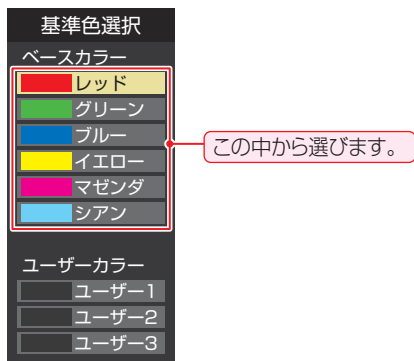 基準色選択
ベースカラー
レッド
グリーン
ブルー
イエロー
マゼンダ
シアン
この中から選びます。
ユーザーカラー
ユーザー1
ユーザー2
ユーザー3